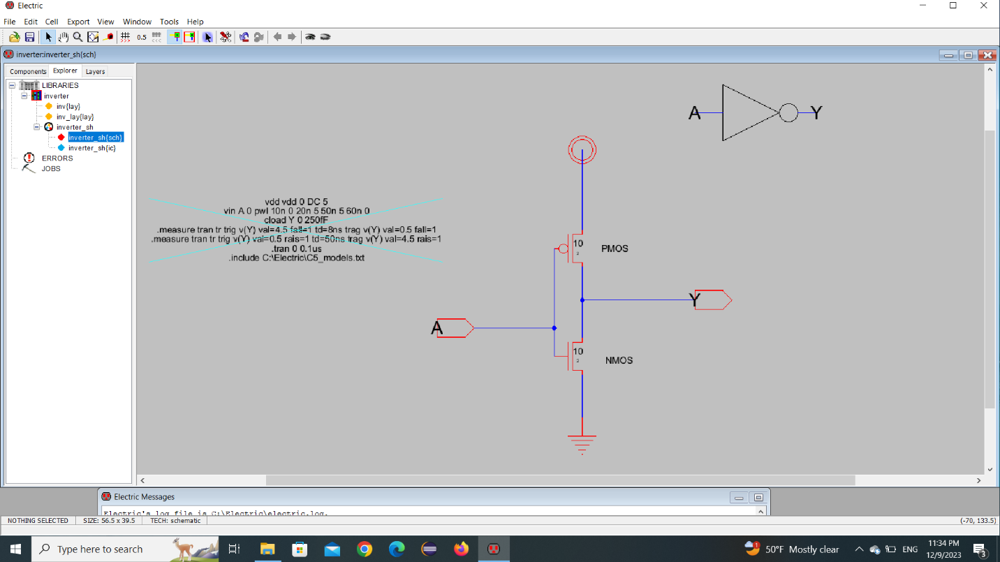 Electric
File Edit Cell Export View Window Tools Help
0.5
inverter:inverter_sh{sch}
Components Explorer Layers
LIBRARIES
inverter
inv{lay}
inv_lay{lay}
inverter_sh
inverter_sh{sch}
inverter_sh{ic}
ERRORS
JOBS
A Y
vdd vdd 0 DC 5
vin A 0 pwl 10n 0 20n 5 50n 5 60n 0
cload Y 0 250fF
.measure tran tr trig v(Y) val=4.5 fall=1 td=8ns trag v(Y) val=0.5 fall=1
.measure tran tr trig v(Y) val=0.5 rais=1 td=50ns trag v(Y) val=4.5 rais=1
.tran 0 0.1us
.include C:\Electric\C5_models.txt
10
2
PMOS
Y
A
10
2
NMOS
Electric Messages
Electric's log file is C:\Electric\electric.log.
NOTHING SELECTED SIZE: 56.5 x 39.5 TECH: schematic (-70, 133.5)
Type here to search
1
50°F Mostly clear
ENG
11:34 PM
12/9/2023
3